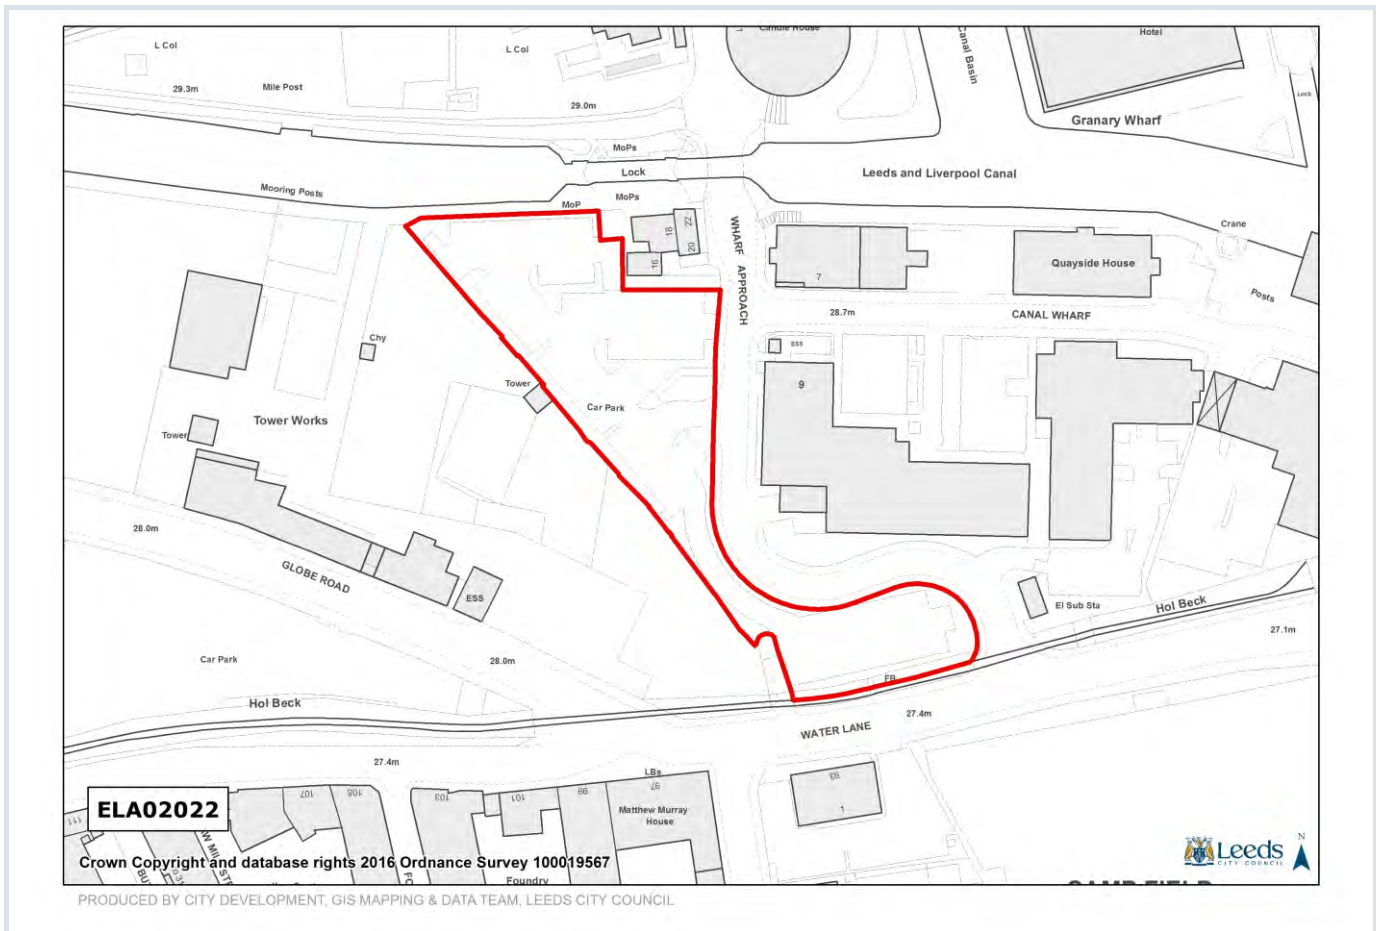 Candle House
Hotel
L Col
L Col
Canal Basin
29.3m
Mile Post
29.0m
Lock
Granary Wharf
MoPs
Lock
Leeds and Liverpool Canal
Mooring Posts
MoPs
MoP
Crane
WHARF APPROACH
18
22
20
16
7
Quayside House
Posts
28.7m
CANAL WHARF
Chy
ESS
Tower
9
Car Park
Tower Works
Tower
28.0m
GLOBE ROAD
ESS
El Sub Sta
Hol Beck
27.1m
Car Park
28.0m
FB
Hol Beck
27.4m
WATER LANE
27.4m
LBs
93
1
107
105
103
101
99
97
Matthew Murray
House
111
ELA02022
Crown Copyright and database rights 2016 Ordnance Survey 100019567
Foundry
Leeds
CITY COUNCIL
N
PRODUCED BY CITY DEVELOPMENT, GIS MAPPING & DATA TEAM, LEEDS CITY COUNCIL